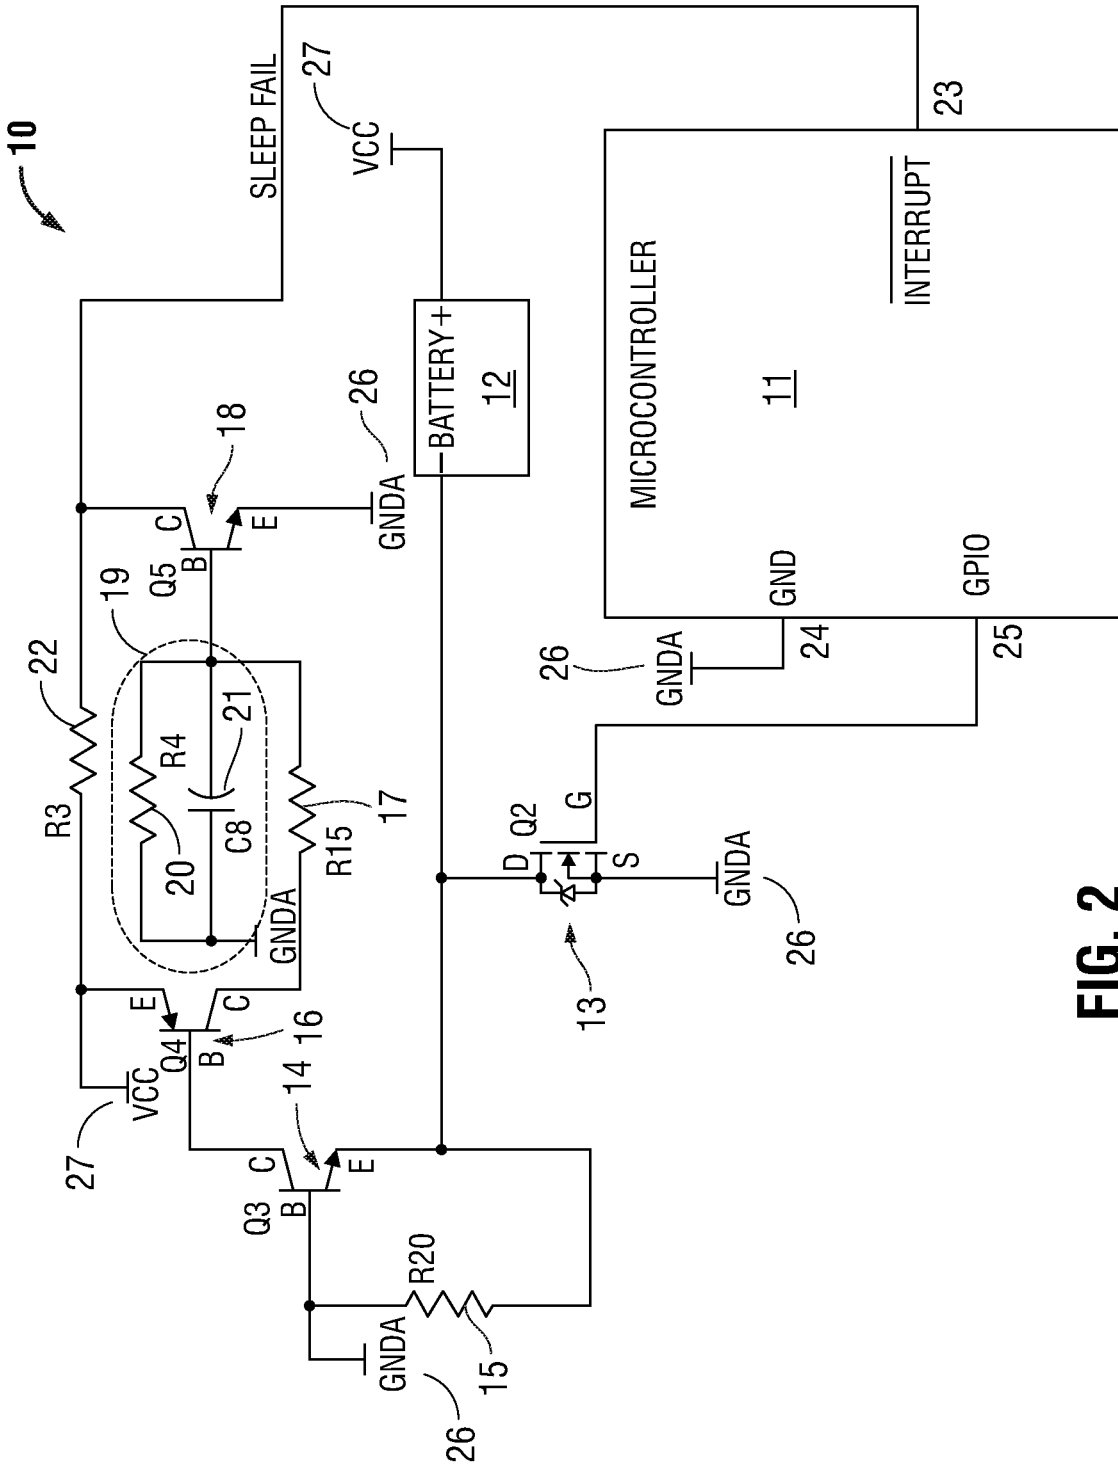 10
SLEEP FAIL
27
VCC
23
MICROCONTROLLER
INTERRUPT
11
GND
GPIO
24
25
26
GNDA
– BATTERY +
12
26
GNDA
18
C
E
B
Q5
19
22
R3
R4
20
21
C8
GNDA
17
R15
E
C
B
Q4
16
VCC
27
14
C
E
B
Q3
R20
15
GNDA
26
Q2
D
G
S
13
GNDA
26
FIG. 2